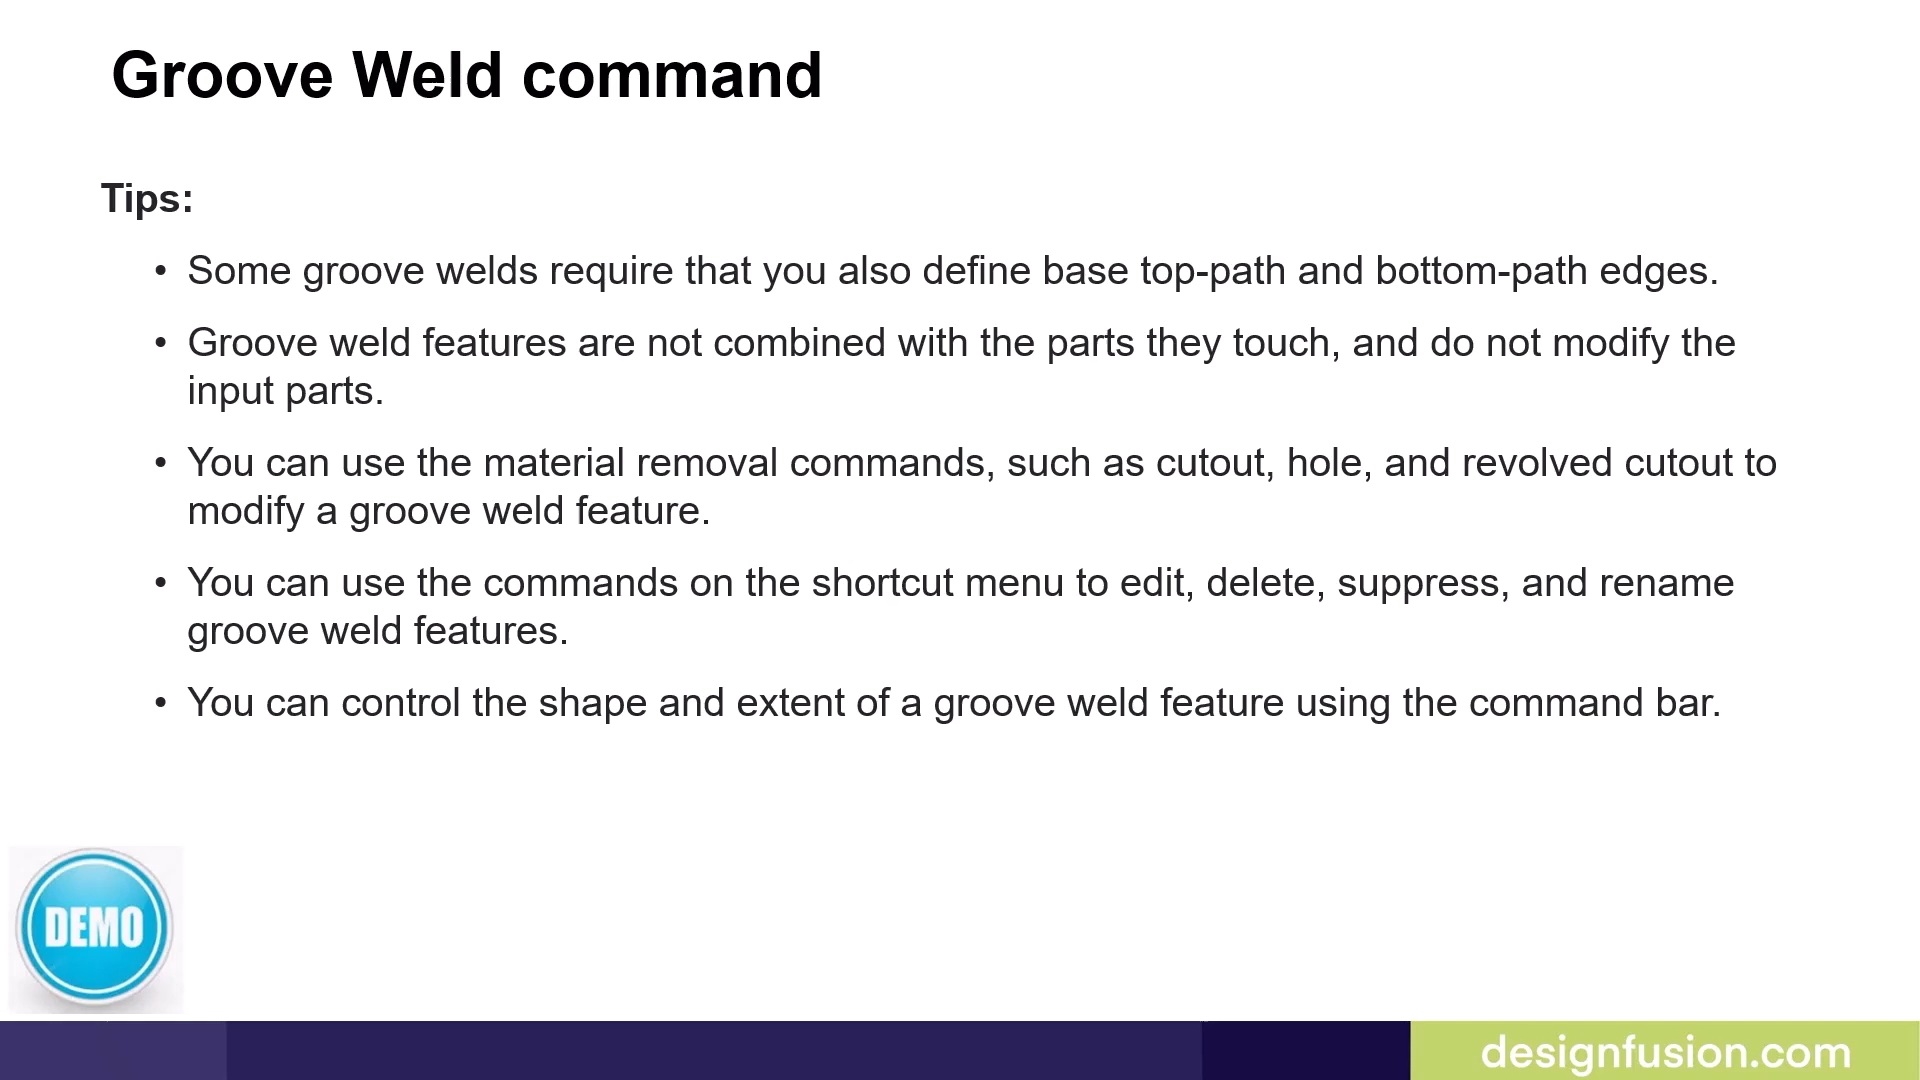 Groove Weld command
Tips:
• Some groove welds require that you also define base top-path and bottom-path edges.
• Groove weld features are not combined with the parts they touch, and do not modify the
input parts.
• You can use the material removal commands, such as cutout, hole, and revolved cutout to
modify a groove weld feature.
• You can use the commands on the shortcut menu to edit, delete, suppress, and rename
groove weld features.
• You can control the shape and extent of a groove weld feature using the command bar.
DEMO
designfusion.com